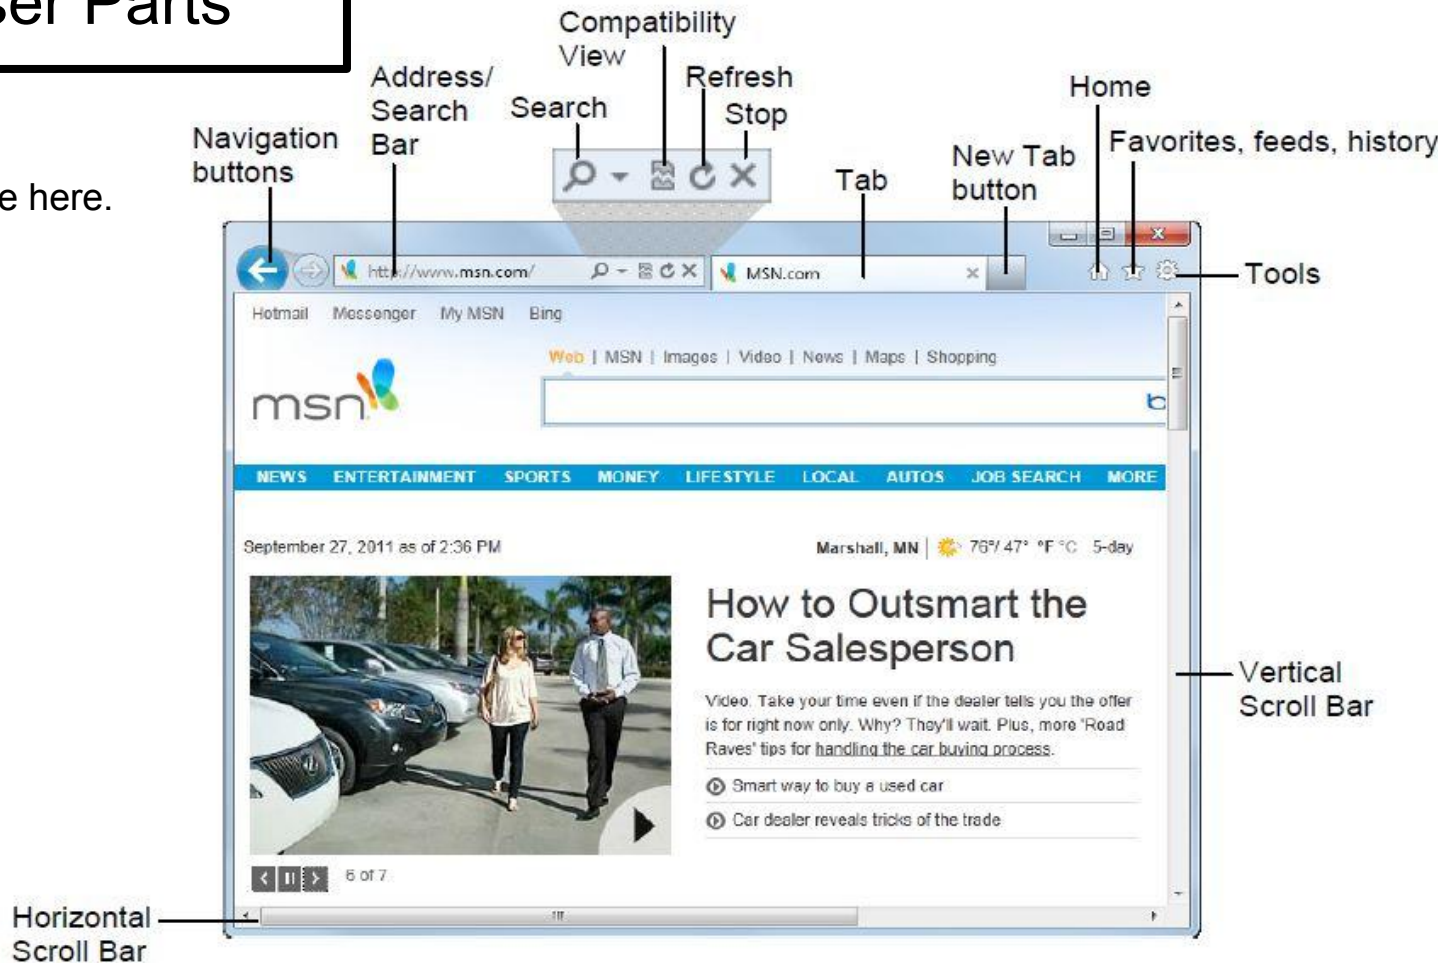 ser Parts
e here.
Compatibility
View
Address/
Search
Bar
Search
Refresh
Stop
Navigation
buttons
Tab
New Tab
button
Home
Favorites, feeds, history
Tools
http://www.msn.com/
MSN.com
Hotmail Messenger My MSN Bing
Web | MSN | Images | Video | News | Maps | Shopping
msn
b
NEWS ENTERTAINMENT SPORTS MONEY LIFESTYLE LOCAL AUTOS JOB SEARCH MORE
September 27, 2011 as of 2:36 PM
Marshall, MN | 76°/ 47° °F °C 5-day
How to Outsmart the
Car Salesperson
Video: Take your time even if the dealer tells you the offer
is for right now only. Why? They'll wait. Plus, more 'Road
Raves' tips for handling the car buying process.
Smart way to buy a used car
Car dealer reveals tricks of the trade
6 of 7
Vertical
Scroll Bar
Horizontal
Scroll Bar